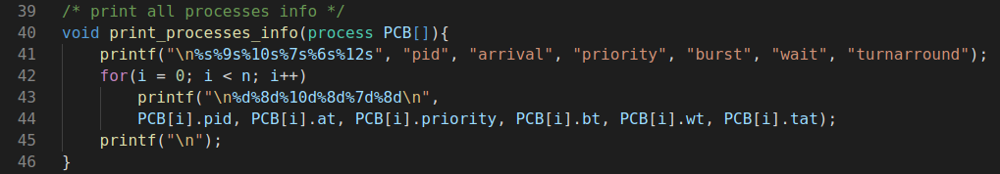 39 /* print all processes info */
40 void print_processes_info(process PCB[]){
41     printf("\n%s%9s%10s%7s%6s%12s", "pid", "arrival", "priority", "burst", "wait", "turnarround");
42     for(i = 0; i < n; i++)
43         printf("\n%d%8d%10d%8d%7d%8d\n",
44         PCB[i].pid, PCB[i].at, PCB[i].priority, PCB[i].bt, PCB[i].wt, PCB[i].tat);
45     printf("\n");
46 }